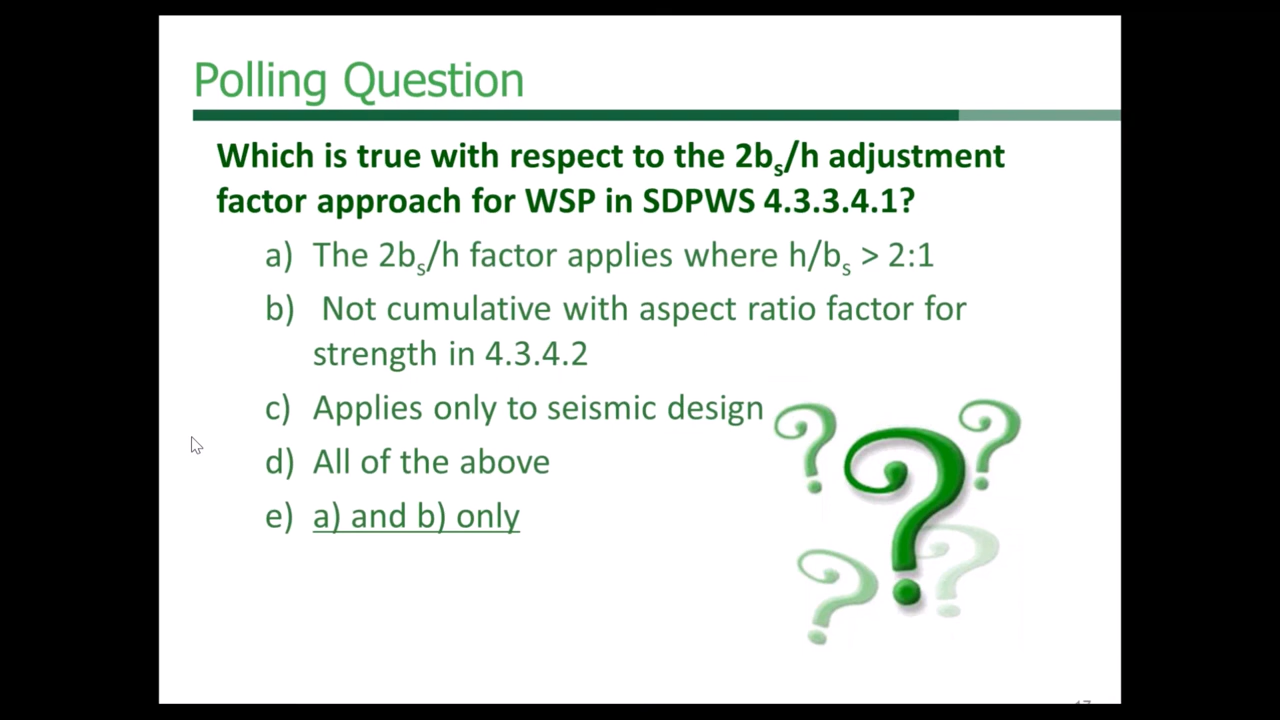 Polling Question
Which is true with respect to the 2bs/h adjustment
factor approach for WSP in SDPWS 4.3.3.4.1?
a) The 2bs/h factor applies where h/bs > 2:1
b) Not cumulative with aspect ratio factor for
strength in 4.3.4.2
c) Applies only to seismic design
d) All of the above
e) a) and b) only